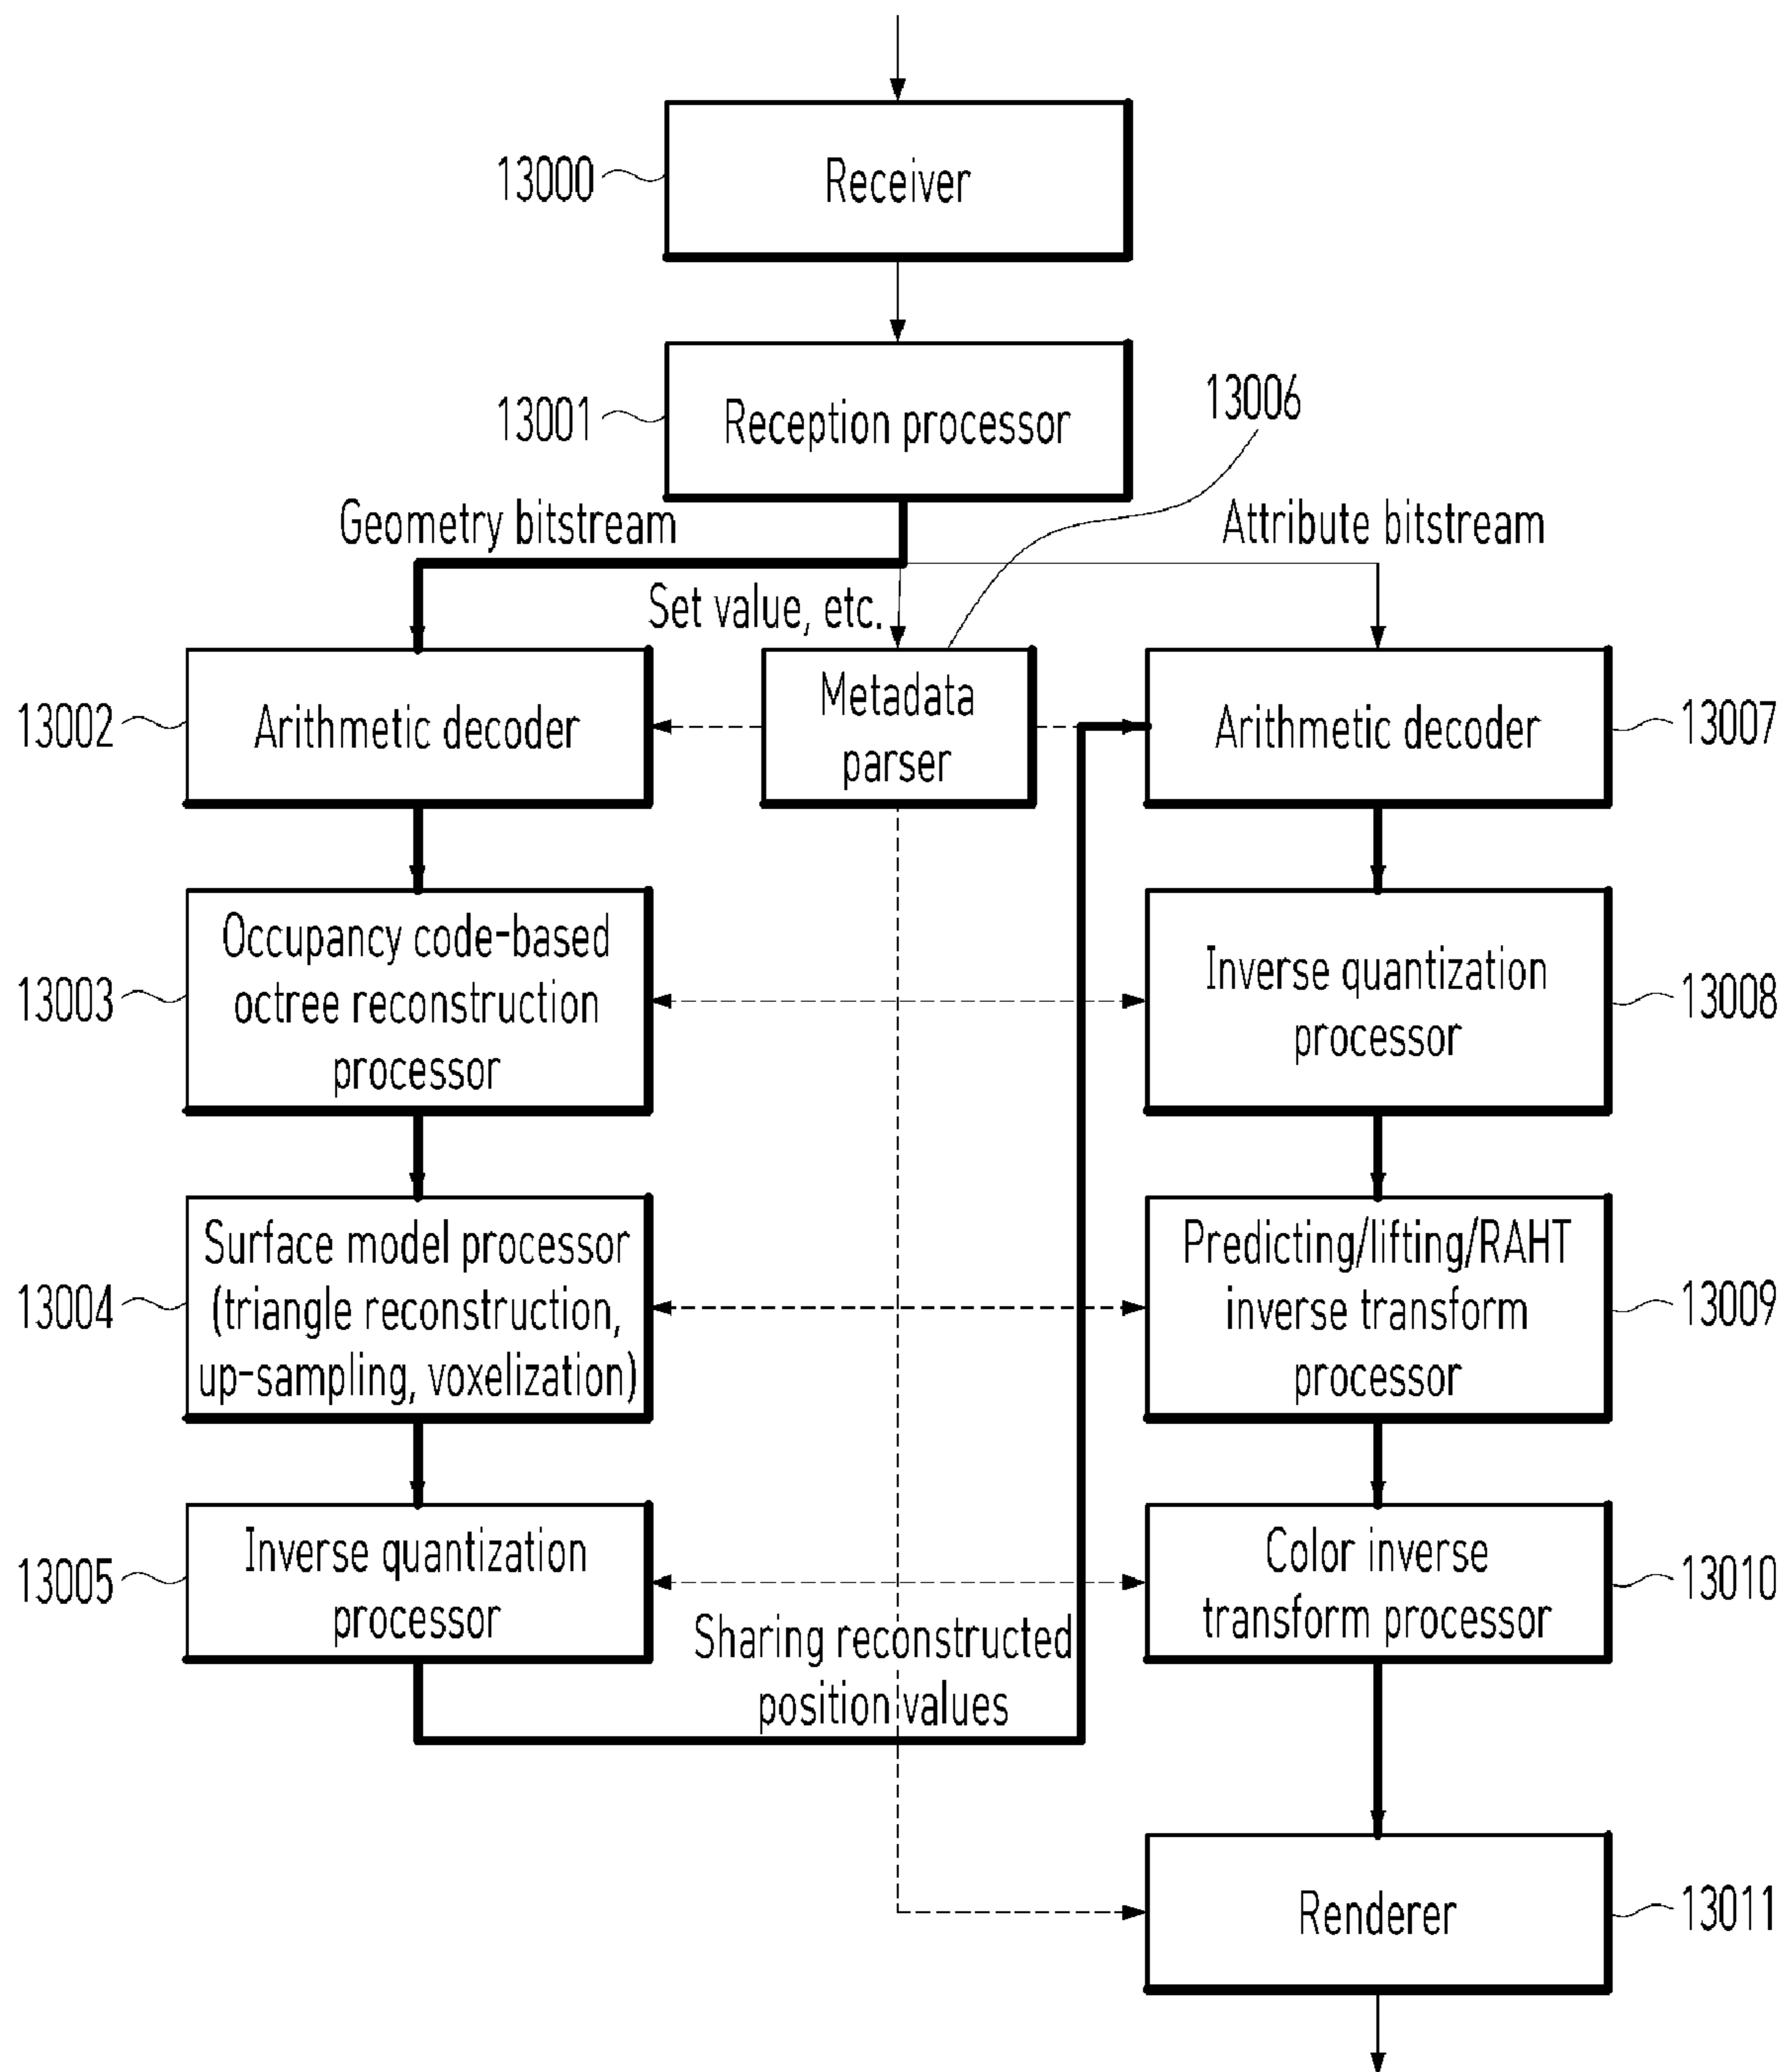 13000
Receiver
13001
Reception processor
13006
Geometry bitstream
Attribute bitstream
Set value, etc.
13002
Arithmetic decoder
Metadata
parser
Arithmetic decoder
13007
13003
Occupancy code-based
octree reconstruction
processor
Inverse quantization
processor
13008
13004
Surface model processor
(triangle reconstruction,
up-sampling, voxelization)
Predicting/lifting/RAHT
inverse transform
processor
13009
13005
Inverse quantization
processor
Color inverse
transform processor
13010
Sharing reconstructed
position values
Renderer
13011